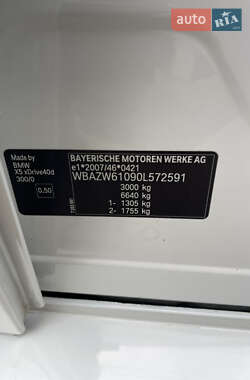 AUTO RIA
Made by
BMW
X5 xDrive40d
300/0
0.50
BAYERISCHE MOTOREN WERKE AG
e1*2007/46*0421
WBAZW61090L572591
3000 kg
6640 kg
1- 1305 kg
2- 1755 kg